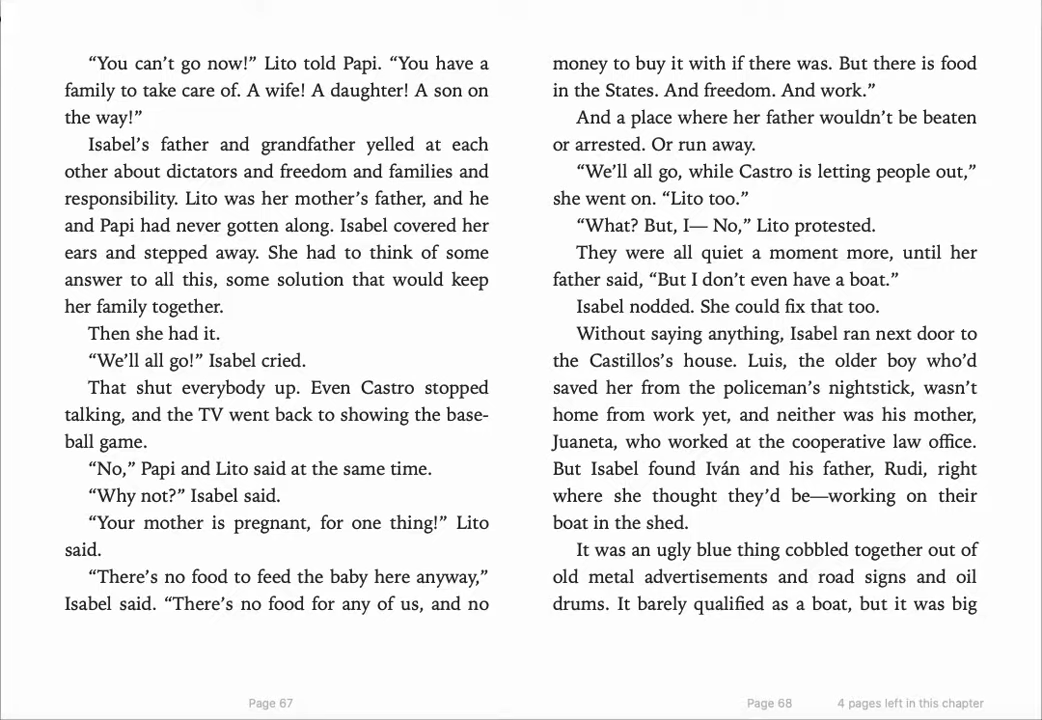 “You can’t go now!” Lito told Papi. “You have a
family to take care of. A wife! A daughter! A son on
the way!”
Isabel’s father and grandfather yelled at each
other about dictators and freedom and families and
responsibility. Lito was her mother’s father, and he
and Papi had never gotten along. Isabel covered her
ears and stepped away. She had to think of some
answer to all this, some solution that would keep
her family together.
Then she had it.
“We’ll all go!” Isabel cried.
That shut everybody up. Even Castro stopped
talking, and the TV went back to showing the base-
ball game.
“No,” Papi and Lito said at the same time.
“Why not?” Isabel said.
“Your mother is pregnant, for one thing!” Lito
said.
“There’s no food to feed the baby here anyway,”
Isabel said. “There’s no food for any of us, and no
Page 67
money to buy it with if there was. But there is food
in the States. And freedom. And work.”
And a place where her father wouldn’t be beaten
or arrested. Or run away.
“We’ll all go, while Castro is letting people out,”
she went on. “Lito too.”
“What? But, I— No,” Lito protested.
They were all quiet a moment more, until her
father said, “But I don’t even have a boat.”
Isabel nodded. She could fix that too.
Without saying anything, Isabel ran next door to
the Castillos’s house. Luis, the older boy who’d
saved her from the policeman’s nightstick, wasn’t
home from work yet, and neither was his mother,
Juaneta, who worked at the cooperative law office.
But Isabel found Iván and his father, Rudi, right
where she thought they’d be—working on their
boat in the shed.
It was an ugly blue thing cobbled together out of
old metal advertisements and road signs and oil
drums. It barely qualified as a boat, but it was big
Page 68
4 pages left in this chapter